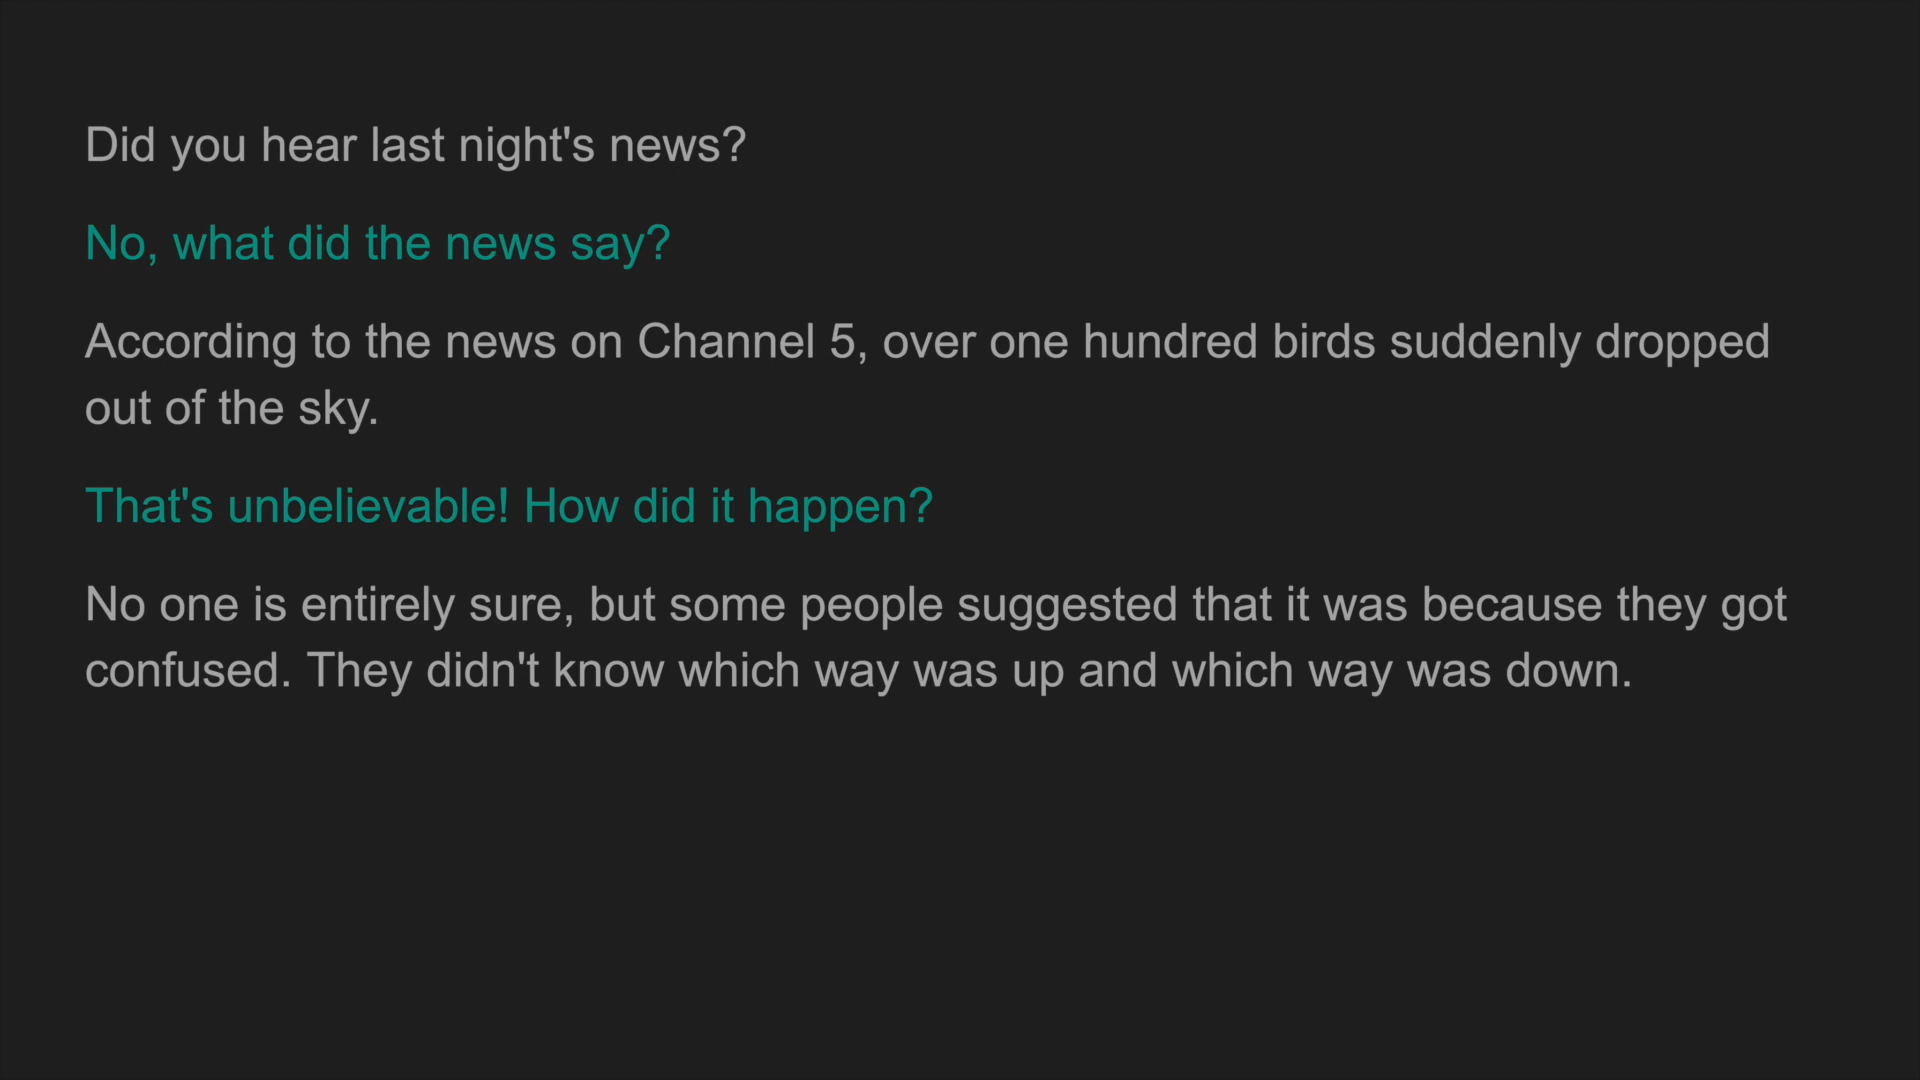 Did you hear last night's news?
No, what did the news say?
According to the news on Channel 5, over one hundred birds suddenly dropped
out of the sky.
That's unbelievable! How did it happen?
No one is entirely sure, but some people suggested that it was because they got
confused. They didn't know which way was up and which way was down.